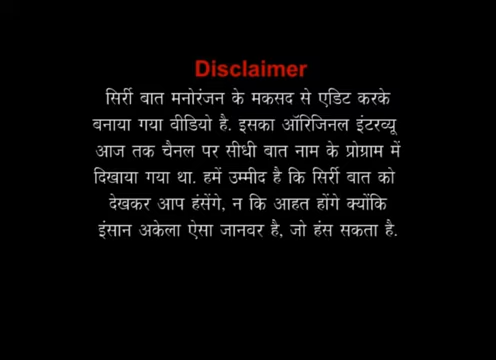 Disclaimer
सिर्री बात मनोरंजन के मकसद से एडिट करके
बनाया गया वीडियो है. इसका ऑरिजिनल इंटरव्यू
आज तक चैनल पर सीधी बात नाम के प्रोग्राम में
दिखाया गया था. हमें उम्मीद है कि सिर्री बात को
देखकर आप हंसेंगे, न कि आहत होंगे क्योंकि
इंसान अकेला ऐसा जानवर है, जो हंस सकता है.